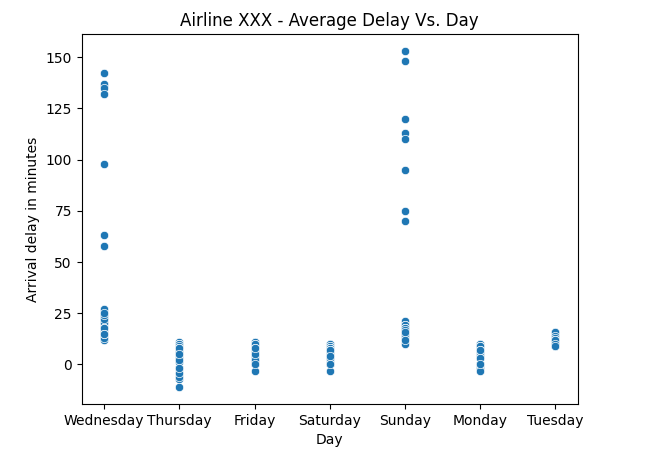 Airline XXX - Average Delay Vs. Day
150
125
100
75
50
25
0
Arrival delay in minutes
Wednesday Thursday Friday Saturday Sunday Monday Tuesday
Day